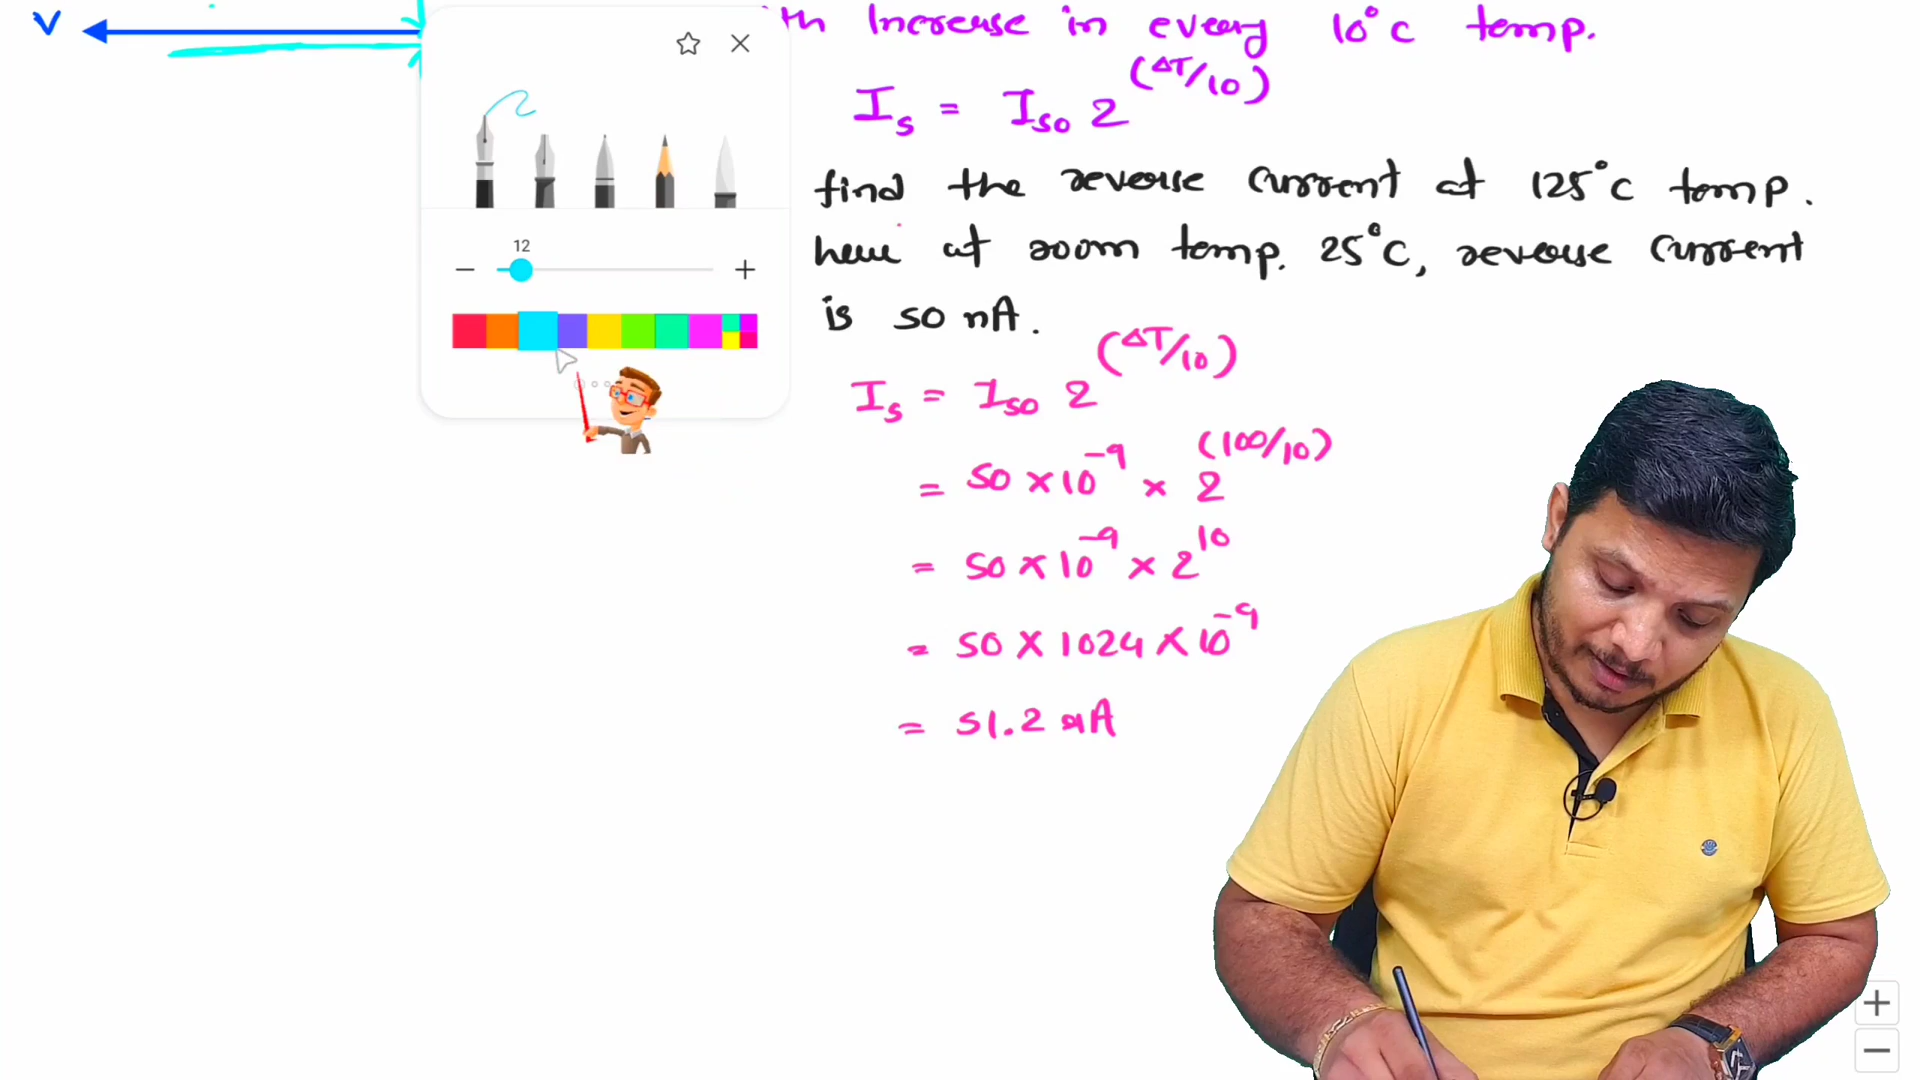 V
th Increase in every 10°C temp.
Is = Iso 2^(ΔT/10)
find the reverse current at 125°C temp.
here at room temp. 25°C, reverse current
is 50 nA.
12
Is = Iso 2^(ΔT/10)
= 50 × 10^-9 × 2^(100/10)
= 50 × 10^-9 × 2^10
= 50 × 1024 × 10^-9
= 51.2 μA